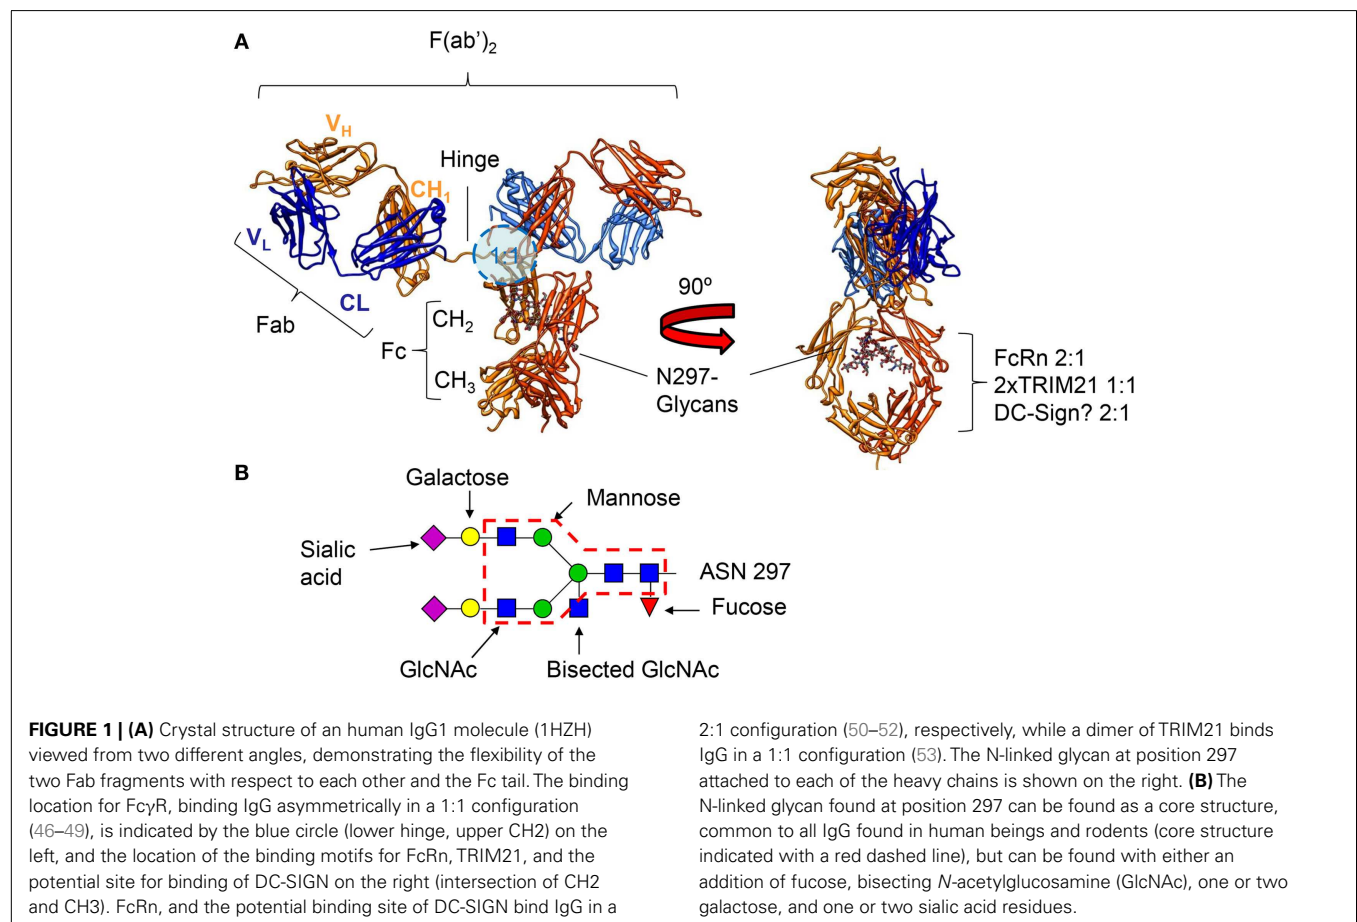 A
F(ab’)2
VH
Hinge
CH1
VL
CL
Fab
Fc
CH2
CH3
1:1
90º
N297-
Glycans
FcRn 2:1
2xTRIM21 1:1
DC-Sign? 2:1
B
Galactose
Mannose
Sialic
acid
ASN 297
Fucose
GlcNAc
Bisected GlcNAc
FIGURE 1 | (A) Crystal structure of an human IgG1 molecule (1HZH)
viewed from two different angles, demonstrating the flexibility of the
two Fab fragments with respect to each other and the Fc tail. The binding
location for FcγR, binding IgG asymmetrically in a 1:1 configuration
(46–49), is indicated by the blue circle (lower hinge, upper CH2) on the
left, and the location of the binding motifs for FcRn, TRIM21, and the
potential site for binding of DC-SIGN on the right (intersection of CH2
and CH3). FcRn, and the potential binding site of DC-SIGN bind IgG in a
2:1 configuration (50–52), respectively, while a dimer of TRIM21 binds
IgG in a 1:1 configuration (53). The N-linked glycan at position 297
attached to each of the heavy chains is shown on the right. (B) The
N-linked glycan found at position 297 can be found as a core structure,
common to all IgG found in human beings and rodents (core structure
indicated with a red dashed line), but can be found with either an
addition of fucose, bisecting N-acetylglucosamine (GlcNAc), one or two
galactose, and one or two sialic acid residues.